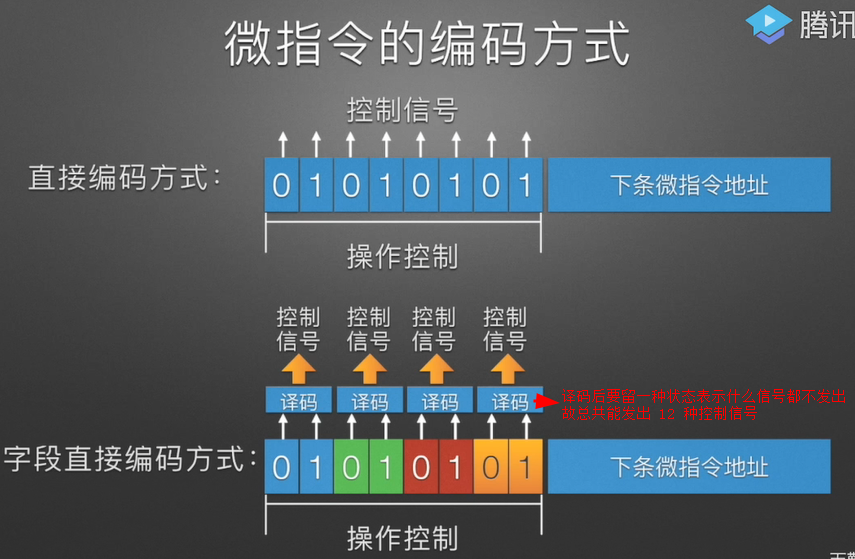 微指令的编码方式
腾讯
控制信号
直接编码方式：
0 1 0 1 0 1 0 1
下条微指令地址
操作控制
控制 控制 控制 控制
信号 信号 信号 信号
译码 译码 译码 译码
译码后要留一种状态表示什么信号都不发出
故总共能发出 12 种控制信号
字段直接编码方式：
0 1 0 1 0 1 0 1
下条微指令地址
操作控制